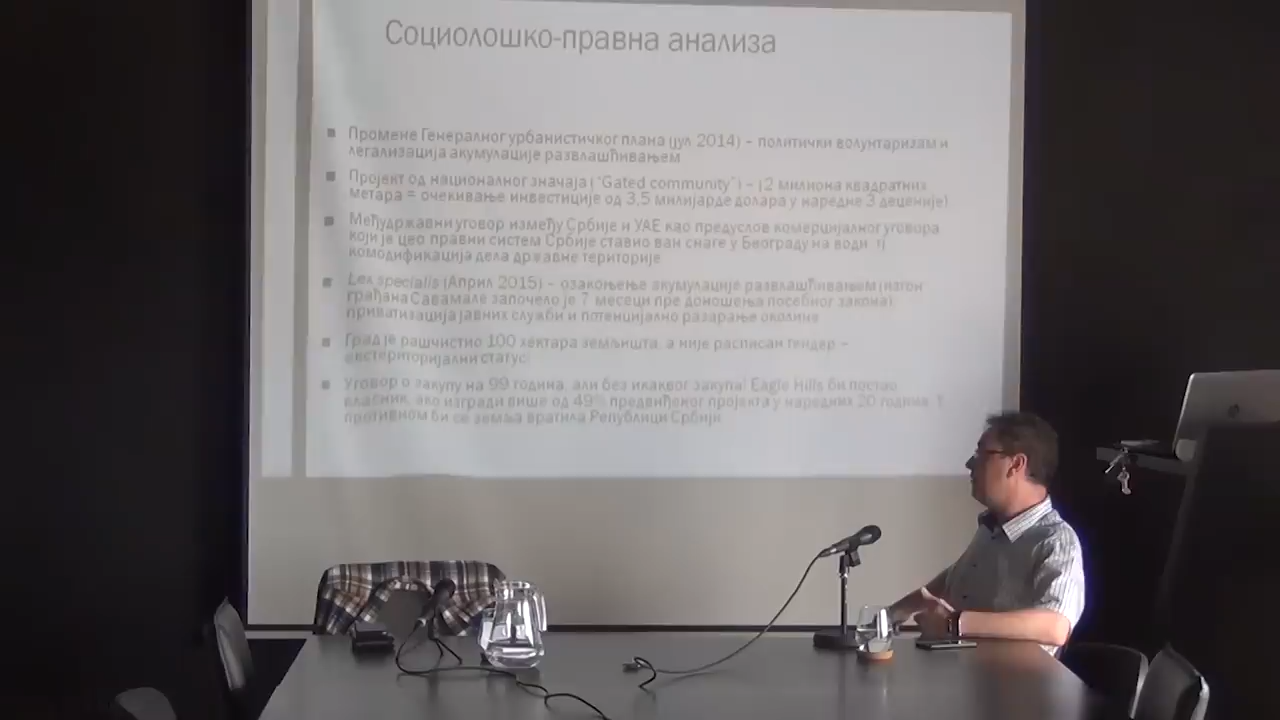 Социолошко-правна анализа
Промене Генералног урбанистичког плана (јул 2014) – политички волунтаризам и
легализација акумулације развлашћивањем
Пројект од националног значаја ( "Gated community") – (2 милиона квадратних
метара = очекивање инвестиције од 3,5 милијарде долара у наредне 3 деценије)
Међудржавни уговор између Србије и УАЕ као предуслов комерцијалног уговора
који је цео правни систем Србије ставио ван снаге у Београду на води
комодификација дела државне територије
Lex specialis (Април 2015) – озакоњење акумулације развлашћивањем (изгон
грађана Савамале започело је 7 месеци пре доношења посебног закона)
приватизација јавних служби и потенцијално разарање околине
Град је рашчистио 100 хектара земљишта, а није расписан тендер –
екстериторијални статус
Уговор о закупу на 99 година, али без икаквог закупа! Eagle Hills би постао
власник, ако изгради више од 49% предвиђеног пројекта у наредних 20 година.
противном би се земља вратила Републици Србији